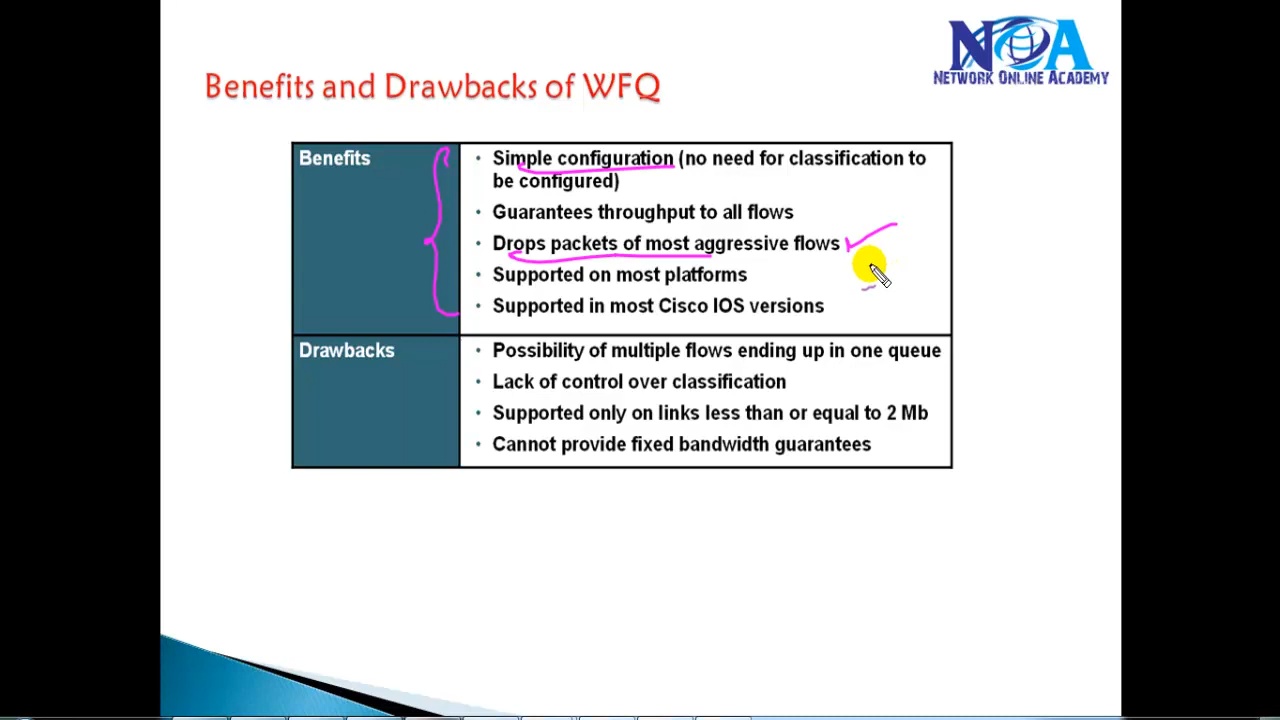 NOA
NETWORK ONLINE ACADEMY
Benefits and Drawbacks of WFQ
Benefits
• Simple configuration (no need for classification to
be configured)
• Guarantees throughput to all flows
• Drops packets of most aggressive flows
• Supported on most platforms
• Supported in most Cisco IOS versions
Drawbacks
• Possibility of multiple flows ending up in one queue
• Lack of control over classification
• Supported only on links less than or equal to 2 Mb
• Cannot provide fixed bandwidth guarantees